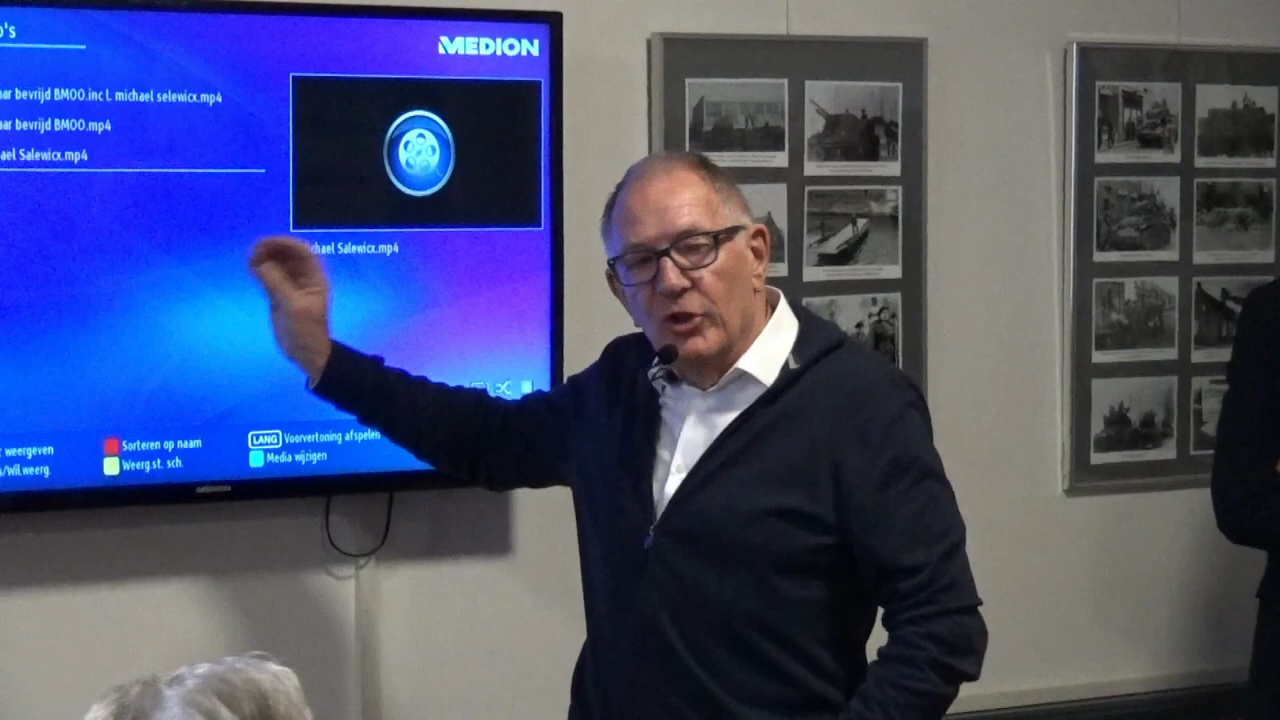 o's
MEDION
aar bevrijd BMOO.inc l. michael selewicx.mp4
aar bevrijd BMOO.mp4
ael Salewicx.mp4
chael Salewicx.mp4
t weergeven
Sorteren op naam
LANG Voorvertoning afspelen
s/Wil.weerg.
Weerg.st. sch.
Media wijzigen
MEDION